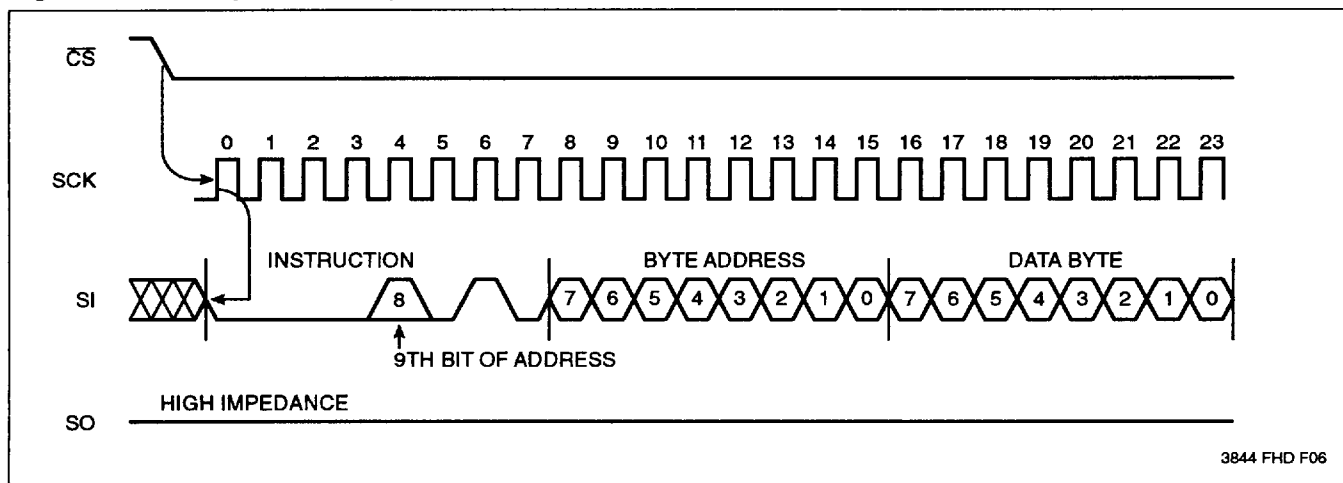 CS
0 1 2 3 4 5 6 7 8 9 10 11 12 13 14 15 16 17 18 19 20 21 22 23
SCK
INSTRUCTION BYTE ADDRESS DATA BYTE
SI 8 7 6 5 4 3 2 1 0 7 6 5 4 3 2 1 0
9TH BIT OF ADDRESS
HIGH IMPEDANCE
SO
3844 FHD F06